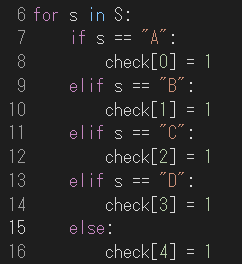 6 for s in S:
7     if s == "A":
8         check[0] = 1
9     elif s == "B":
10         check[1] = 1
11     elif s == "C":
12         check[2] = 1
13     elif s == "D":
14         check[3] = 1
15     else:
16         check[4] = 1